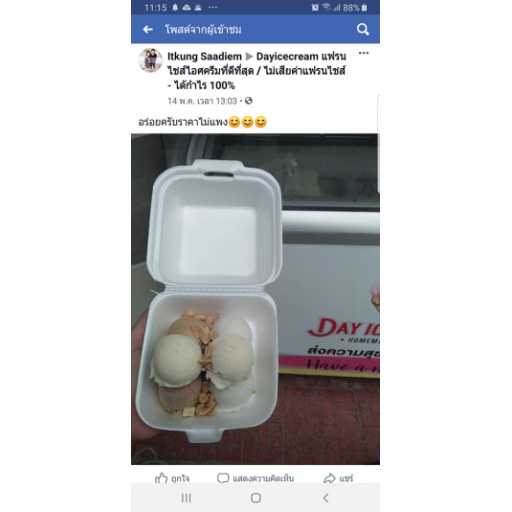 11:15
88%
โพสต์จากผู้เข้าชม
Itkung Saadiem ▶ Dayicecream แฟรน
ไชส์ไอศครีมที่ดีที่สุด / ไม่เสียค่าแฟรนไชส์
- ได้กำไร 100%
14 พ.ค. เวลา 13:03 •
อร่อยครับราคาไม่แพง😊😊😊
DAY IC
• HOMEM
ส่งความสุข
Have a n
ถูกใจ
แสดงความคิดเห็น
แชร์